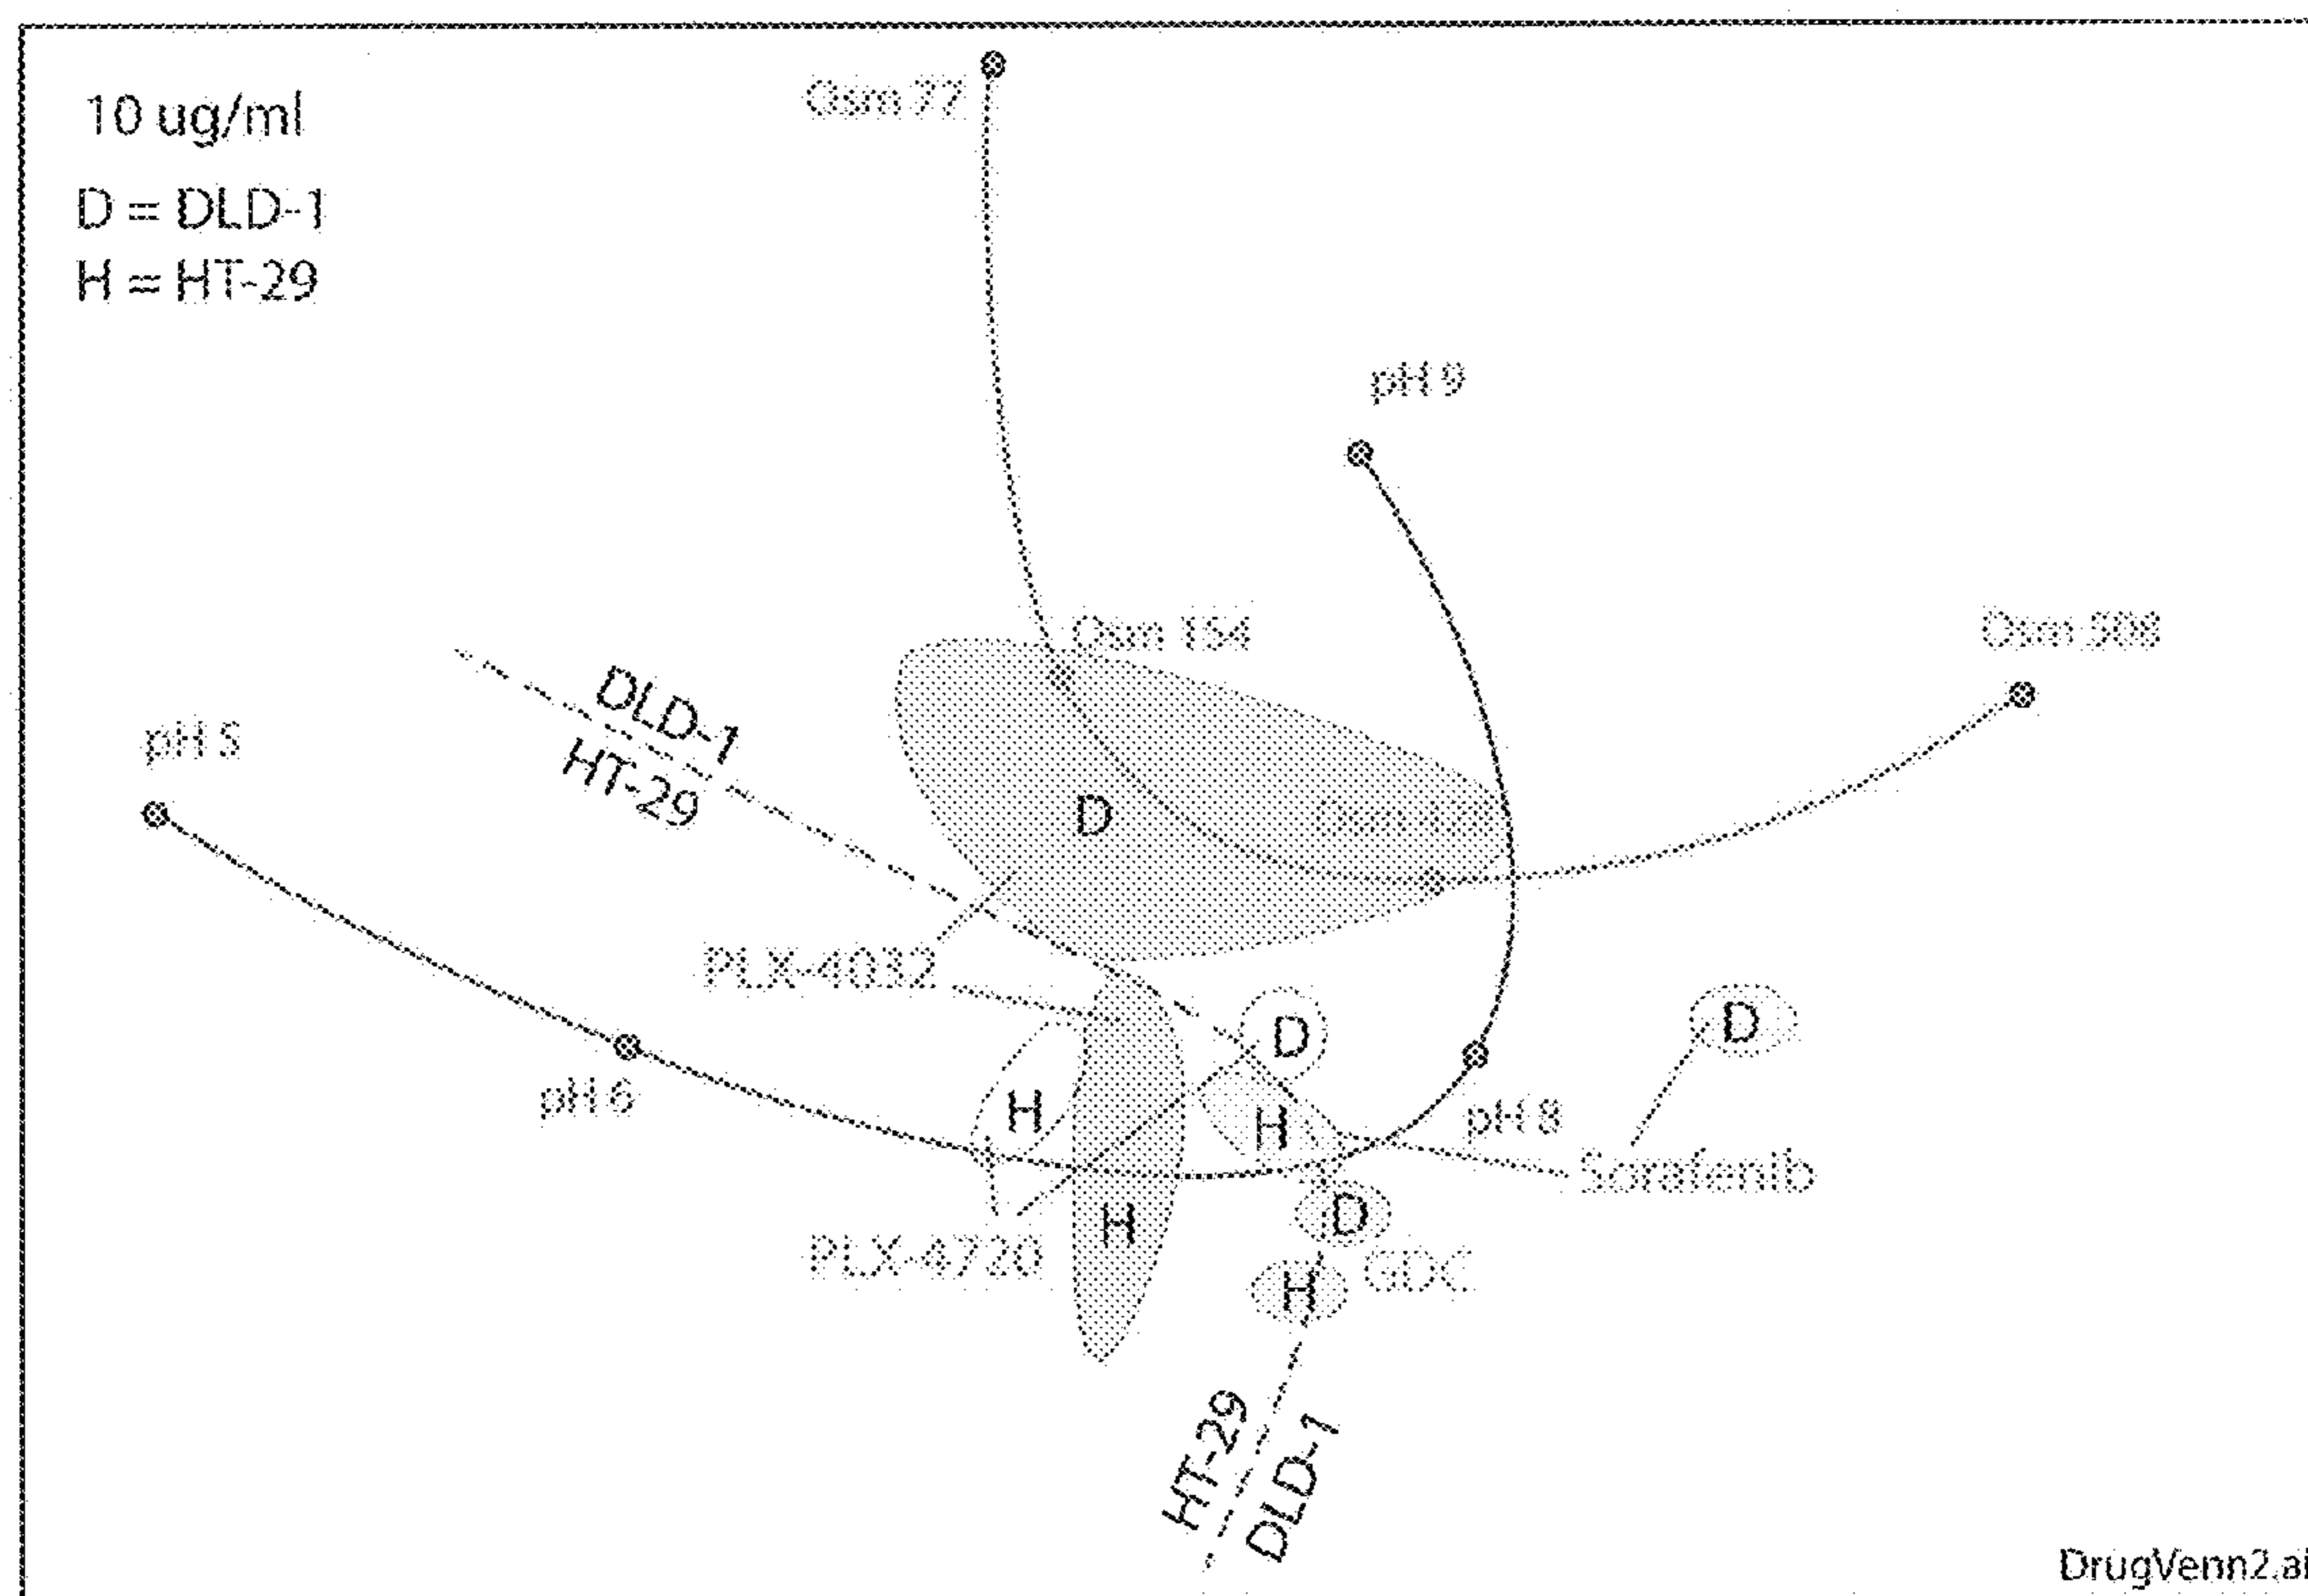 10 ug/ml
D = DLD-1
H = HT-29
Osm 77
pH 9
Osm 154
Osm 508
DLD-1
HT-29
pH 5
D
PLX-4032
D
D
H
H
pH 6
pH 8
Sorafenib
H
D
PLX-4720
GDC
H
HT-29
DLD-1
DrugVenn2.ai